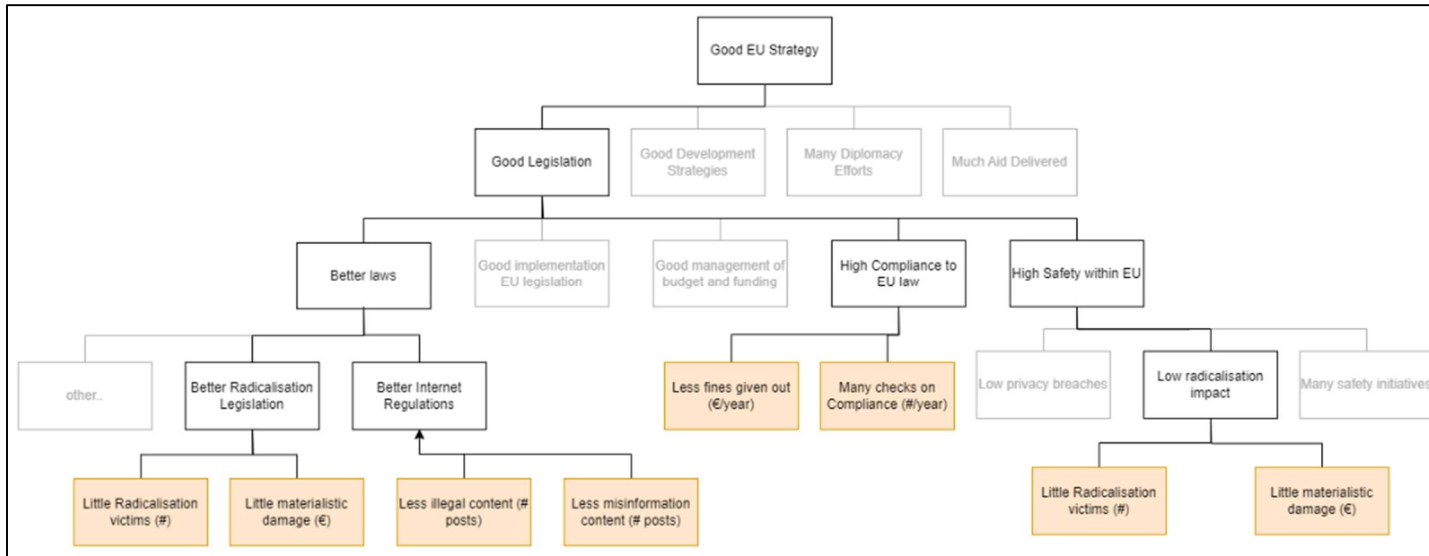 Good EU Strategy
Good Legislation
Good Development
Strategies
Many Diplomacy
Efforts
Much Aid Delivered
Better laws
Good implementation
EU legislation
Good management of
budget and funding
High Compliance to
EU law
High Safety within EU
other..
Better Radicalisation
Legislation
Better Internet
Regulations
Less fines given out
(€/year)
Many checks on
Compliance (#/year)
Low privacy breaches
Low radicalisation
impact
Many safety initiatives
Little Radicalisation
victims (#)
Little materialistic
damage (€)
Less illegal content (#
posts)
Less misinformation
content (# posts)
Little Radicalisation
victims (#)
Little materialistic
damage (€)